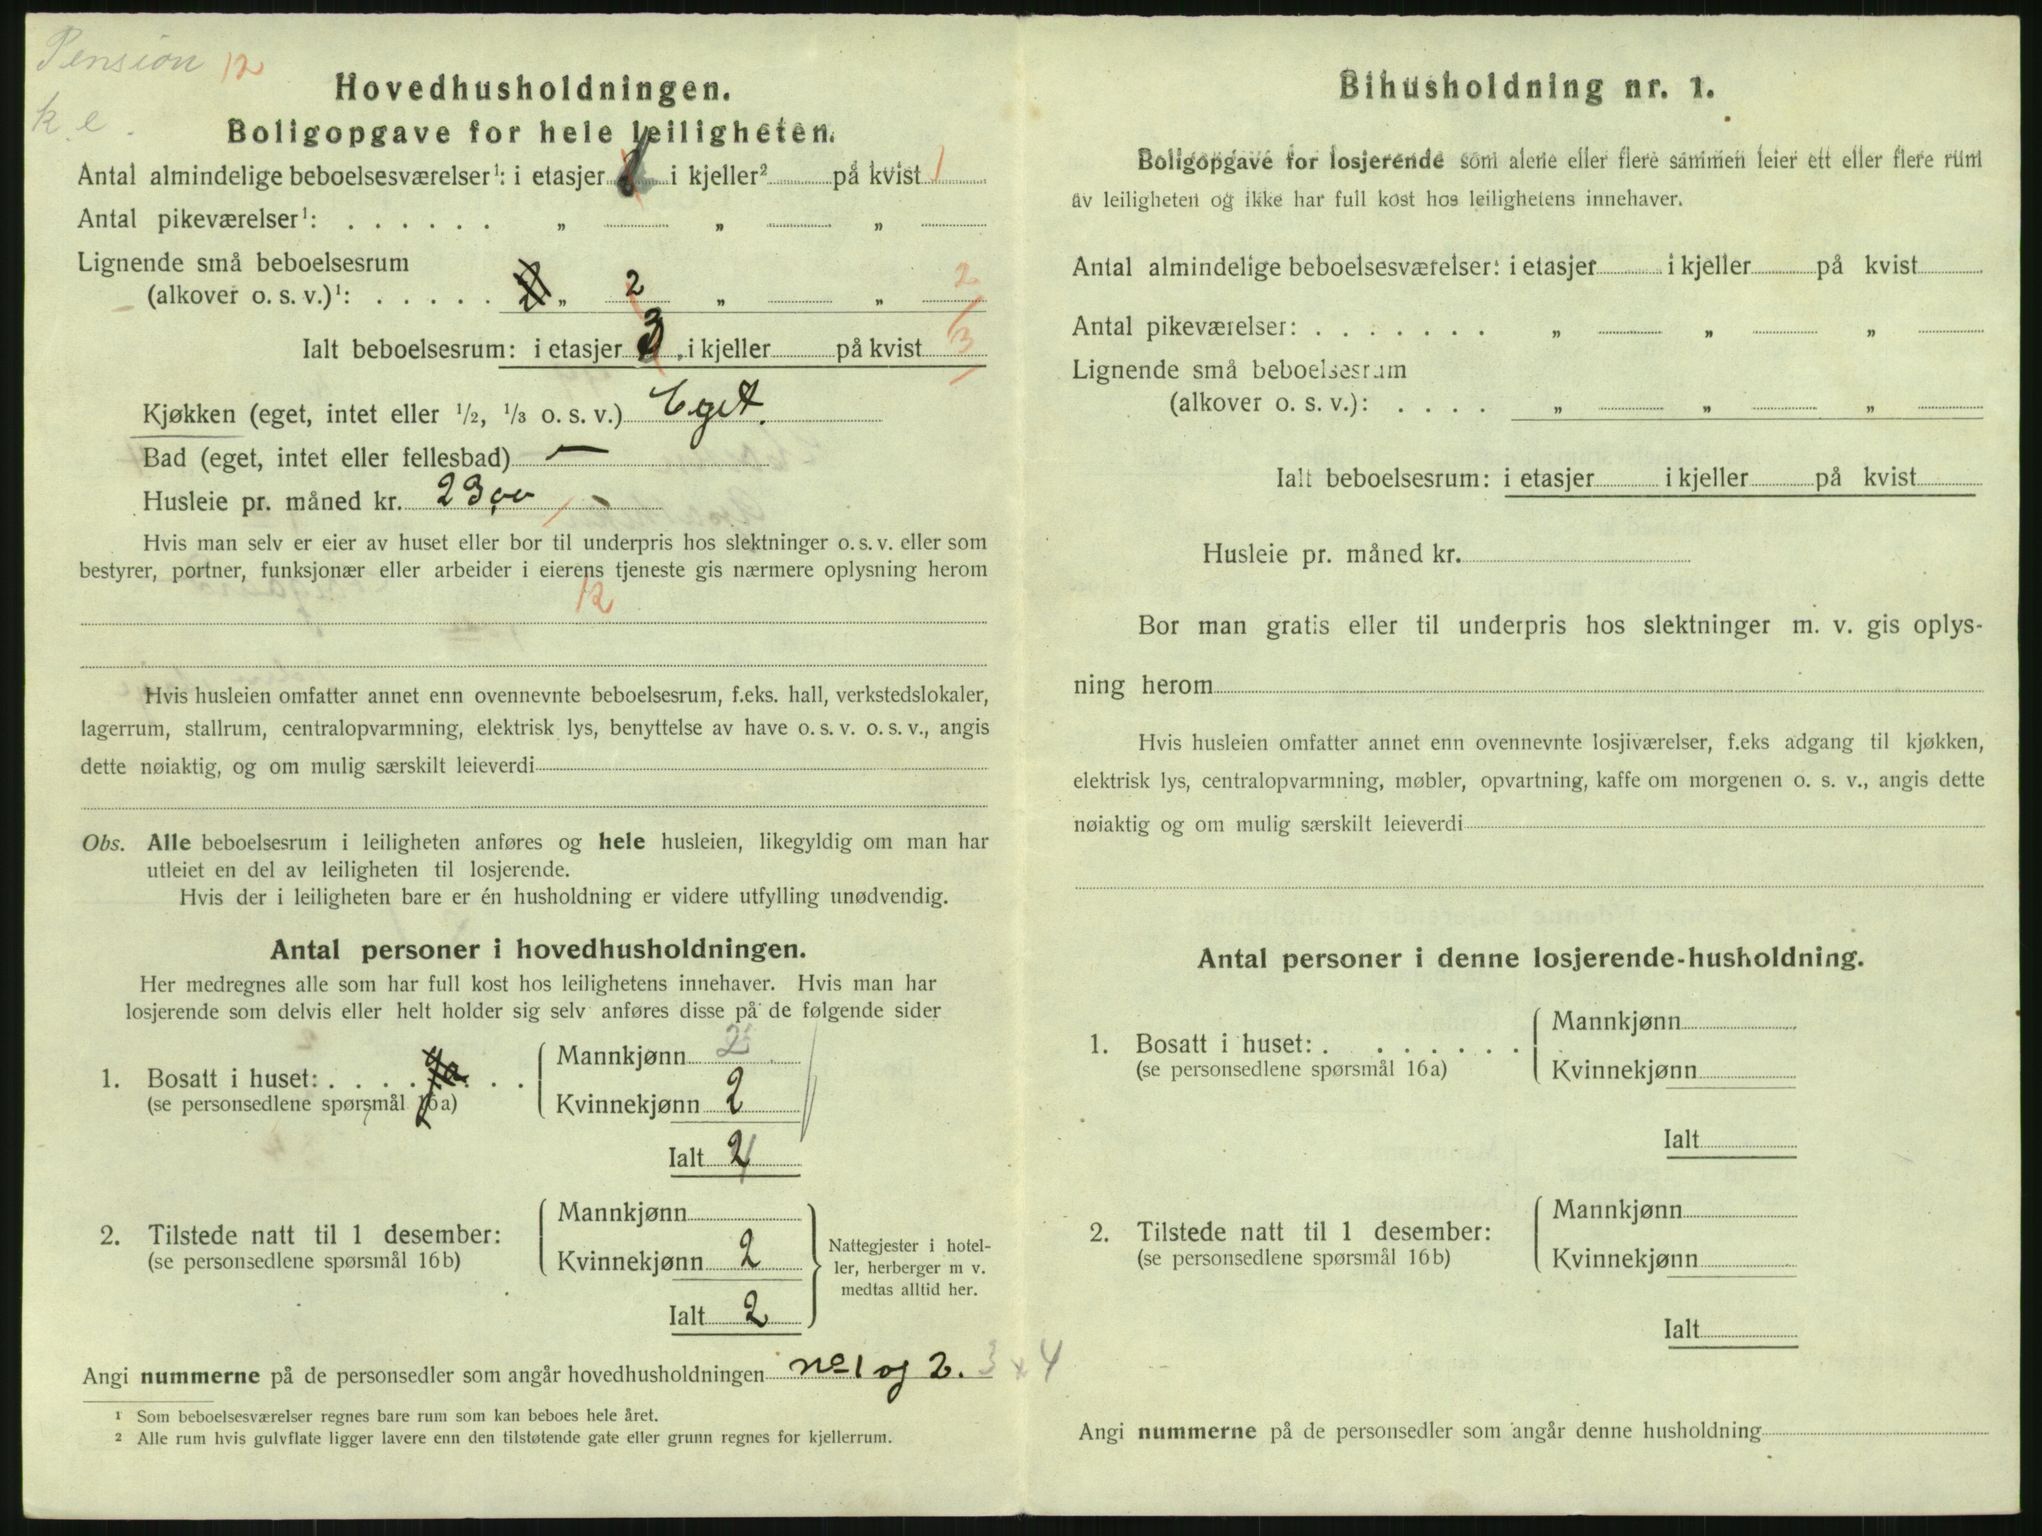 Pension 12
k e .
Hovedhusholdningen.
Boligopgave for hele leiligheten.
Antal almindelige beboelsesværelser¹: i etasjer i kjeller² på kvist 1
Antal pikeværelser¹: . . . . . . „ „ „
Lignende små beboelsesrum
(alkover o. s. v.)¹: . . . . . „ 2 „ „ 2
Ialt beboelsesrum: i etasjer 3 i kjeller på kvist 3
Kjøkken (eget, intet eller 1/2, 1/3 o. s. v.) Eget.
Bad (eget, intet eller fellesbad) —
Husleie pr. måned kr. 23,00
Hvis man selv er eier av huset eller bor til underpris hos slektninger o. s. v. eller som
bestyrer, portner, funksjonær eller arbeider i eierens tjeneste gis nærmere oplysning herom
12
Hvis husleien omfatter annet enn ovennevnte beboelsesrum, f.eks. hall, verkstedslokaler,
lagerrum, stallrum, centralopvarmning, elektrisk lys, benyttelse av have o. s. v. o. s. v., angis
dette nøiaktig, og om mulig særskilt leieverdi
Obs. Alle beboelsesrum i leiligheten anføres og hele husleien, likegyldig om man har
utleiet en del av leiligheten til losjerende.
Hvis der i leiligheten bare er én husholdning er videre utfylling unødvendig.
Antal personer i hovedhusholdningen.
Her medregnes alle som har full kost hos leilighetens innehaver. Hvis man har
losjerende som delvis eller helt holder sig selv anføres disse på de følgende sider
1. Bosatt i huset: . . . . . . .
(se personsedlene spørsmål 16a)
Mannkjønn 2
Kvinnekjønn 2
Ialt 2
2. Tilstede natt til 1 desember:
(se personsedlene spørsmål 16b)
Mannkjønn
Kvinnekjønn 2
Ialt 2
Nattegjester i hotel-
ler, herberger m v.
medtas alltid her.
Angi nummerne på de personsedler som angår hovedhusholdningen no 1 og 2. 3 x 4
1 Som beboelsesværelser regnes bare rum som kan beboes hele året.
2 Alle rum hvis gulvflate ligger lavere enn den tilstøtende gate eller grunn regnes for kjellerrum.
Bihusholdning nr. 1.
Boligopgave for losjerende som alene eller flere sammen leier ett eller flere rum
av leiligheten og ikke har full kost hos leilighetens innehaver.
Antal almindelige beboelsesværelser: i etasjer i kjeller på kvist
Antal pikeværelser: . . . . . . . „ „ „
Lignende små beboelsesrum
(alkover o. s. v.): . . . . „ „ „
Ialt beboelsesrum: i etasjer i kjeller på kvist
Husleie pr. måned kr.
Bor man gratis eller til underpris hos slektninger m. v. gis oplys-
ning herom
Hvis husleien omfatter annet enn ovennevnte losjiværelser, f.eks adgang til kjøkken,
elektrisk lys, centralopvarmning, møbler, opvartning, kaffe om morgenen o. s. v., angis dette
nøiaktig og om mulig særskilt leieverdi
Antal personer i denne losjerende-husholdning.
1. Bosatt i huset: . . . . . . .
(se personsedlene spørsmål 16a)
Mannkjønn
Kvinnekjønn
Ialt
2. Tilstede natt til 1 desember:
(se personsedlene spørsmål 16b)
Mannkjønn
Kvinnekjønn
Ialt
Angi nummerne på de personsedler som angår denne husholdning